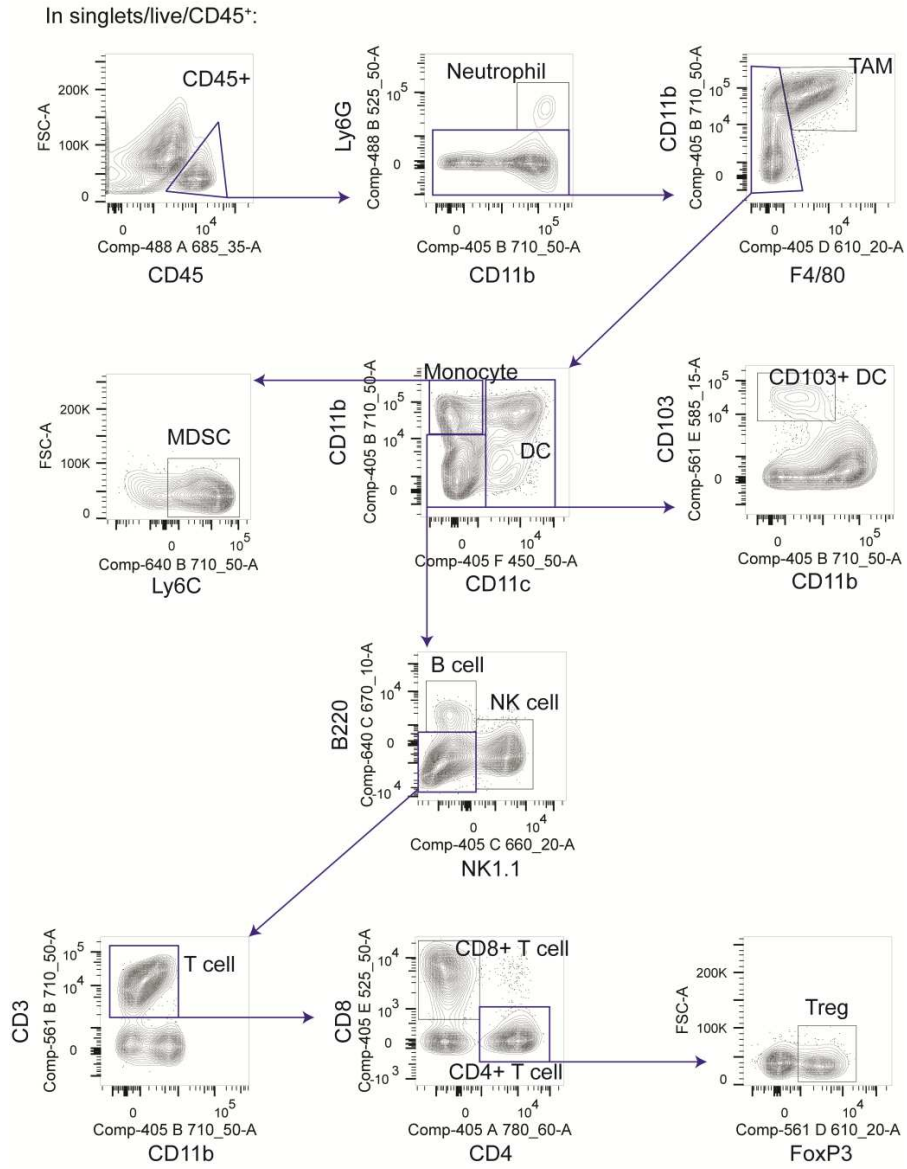 In singlets/live/CD45⁺:
CD45+
FSC-A
200K
100K
0
0
10⁴
Comp-488 A 685_35-A
CD45
Neutrophil
Ly6G
Comp-488 B 525_50-A
10⁵
0
0
10⁵
Comp-405 B 710_50-A
CD11b
TAM
CD11b
Comp-405 B 710_50-A
10⁵
10⁴
0
0
10⁴
Comp-405 D 610_20-A
F4/80
MDSC
FSC-A
200K
100K
0
0
10⁵
Comp-640 B 710_50-A
Ly6C
Monocyte
DC
CD11b
Comp-405 B 710_50-A
10⁵
10⁴
0
0
10⁴
Comp-405 F 450_50-A
CD11c
CD103+ DC
CD103
Comp-561 E 585_15-A
10⁵
10⁴
0
0
10⁵
Comp-405 B 710_50-A
CD11b
B cell
NK cell
B220
Comp-640 C 670_10-A
10⁴
0
-10⁴
0
10⁴
Comp-405 C 660_20-A
NK1.1
T cell
CD3
Comp-561 B 710_50-A
10⁵
10⁴
0
0
10⁵
Comp-405 B 710_50-A
CD11b
CD8+ T cell
CD4+ T cell
CD8
Comp-405 E 525_50-A
10⁴
10³
0
-10³
0
10⁴
Comp-405 A 780_60-A
CD4
Treg
FSC-A
200K
100K
0
0
10⁴
Comp-561 D 610_20-A
FoxP3